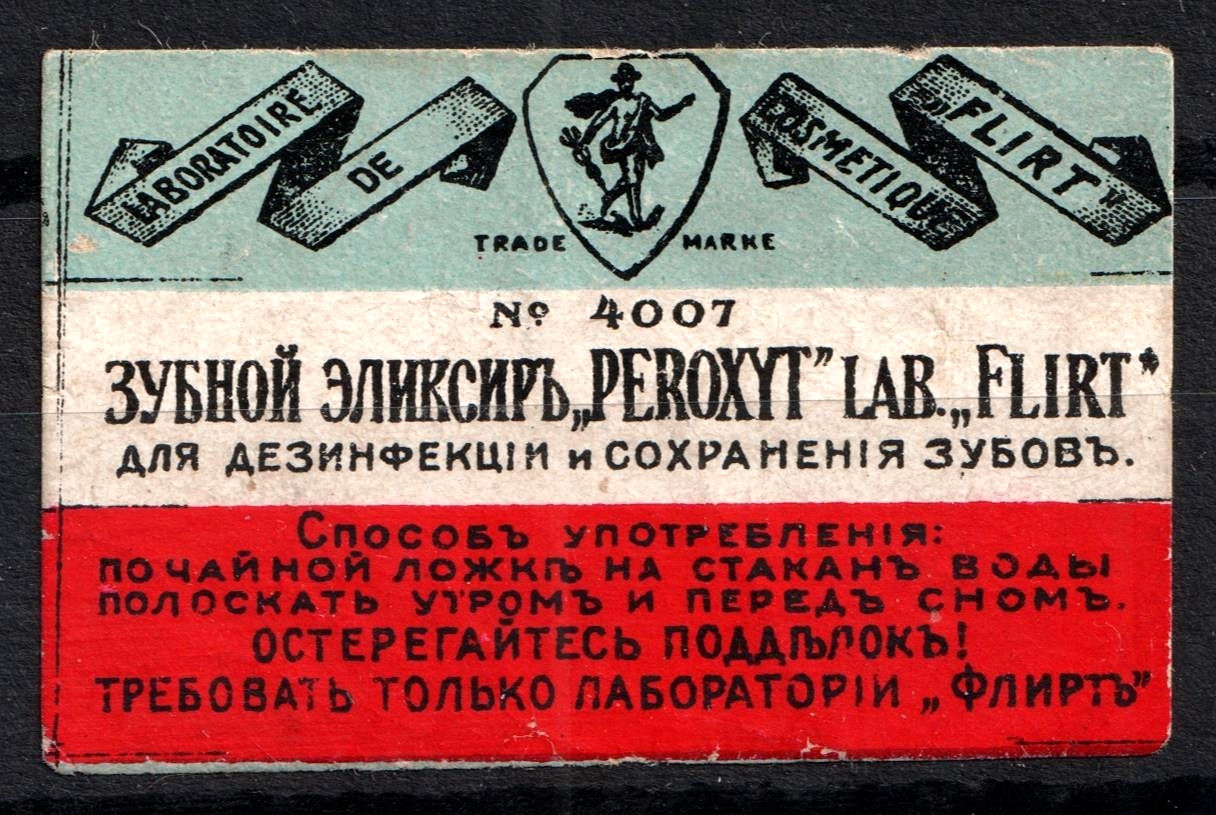 LABORATOIRE DE COSMETIQUE „FLIRT"
TRADE MARKE
No 4007
ЗУБНОЙ ЭЛИКСИРЪ „PEROXYT" LAB. „FLIRT"
ДЛЯ ДЕЗИНФЕКЦІИ и СОХРАНЕНІЯ ЗУБОВЪ.
СПОСОБЪ УПОТРЕБЛЕНІЯ:
ПО ЧАЙНОЙ ЛОЖКѢ НА СТАКАНЪ ВОДЫ
ПОЛОСКАТЬ УТРОМЪ И ПЕРЕДЪ СНОМЪ.
ОСТЕРЕГАЙТЕСЬ ПОДДѢЛОКЪ!
ТРЕБОВАТЬ ТОЛЬКО ЛАБОРАТОРІИ „ФЛИРТЪ"